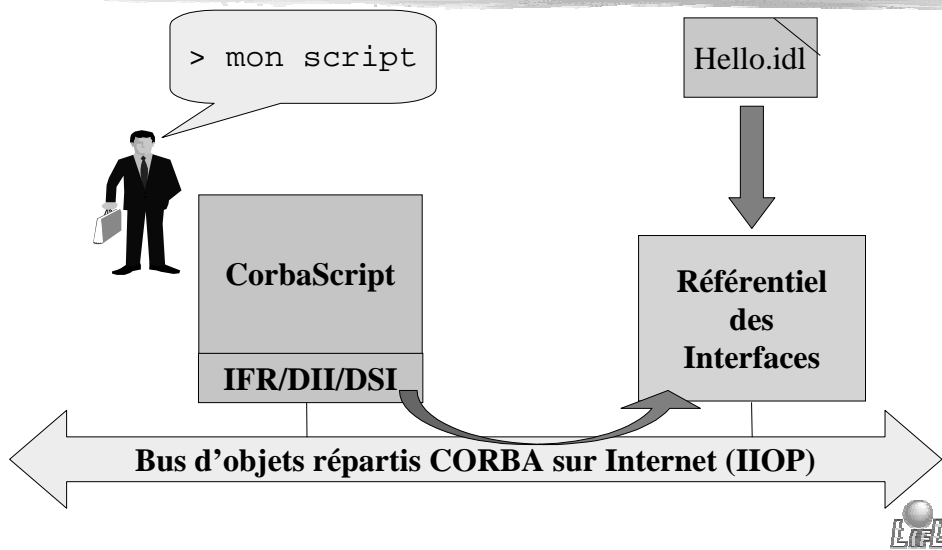 > mon script
Hello.idl
CorbaScript
IFR/DII/DSI
Référentiel
des
Interfaces
Bus d’objets répartis CORBA sur Internet (IIOP)